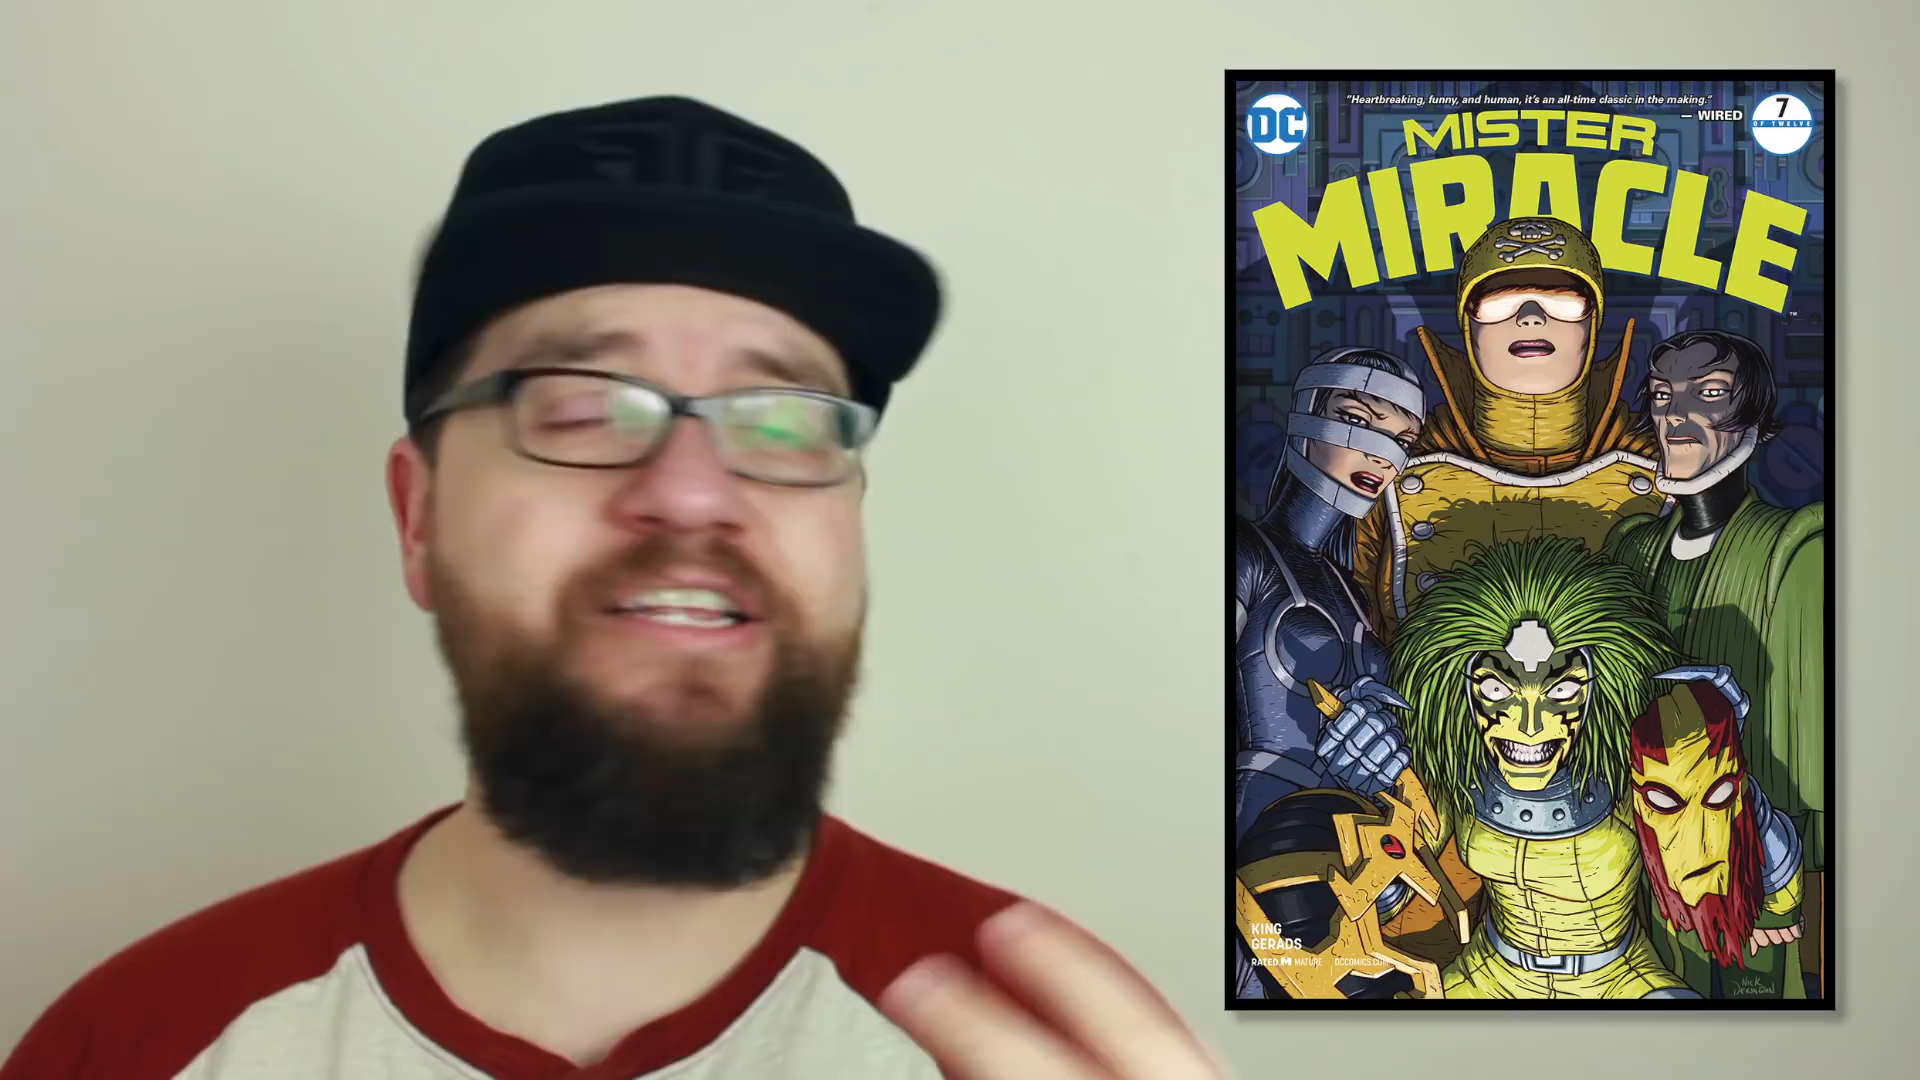 "Heartbreaking, funny, and human, it's an all-time classic in the making."
— WIRED
DC
7
OF TWELVE
MISTER
MIRACLE
™
KING
GERADS
RATED M MATURE | DCCOMICS.COM
NICK
DERINGTON